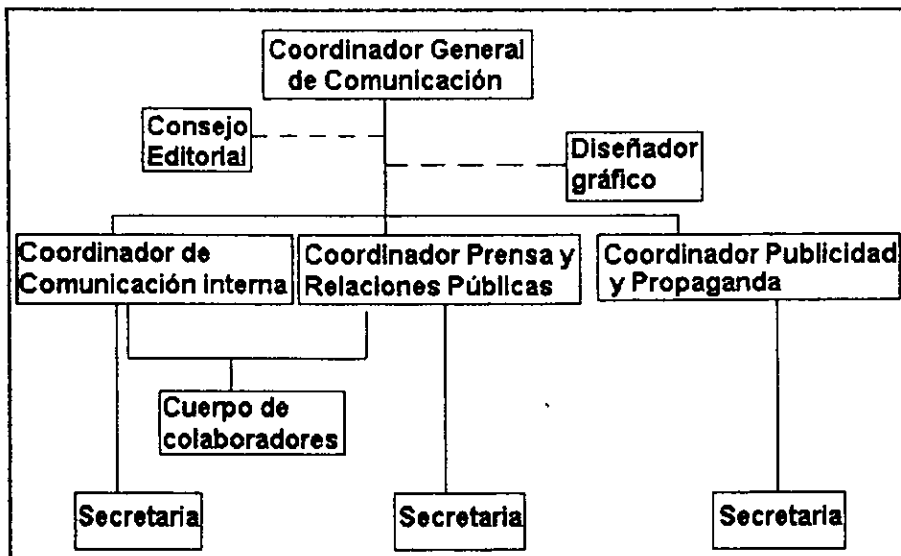 Coordinador General
de Comunicación
Consejo
Editorial
Diseñador
gráfico
Coordinador de
Comunicación interna
Coordinador Prensa y
Relaciones Públicas
Coordinador Publicidad
y Propaganda
Cuerpo de
colaboradores
Secretaria
Secretaria
Secretaria